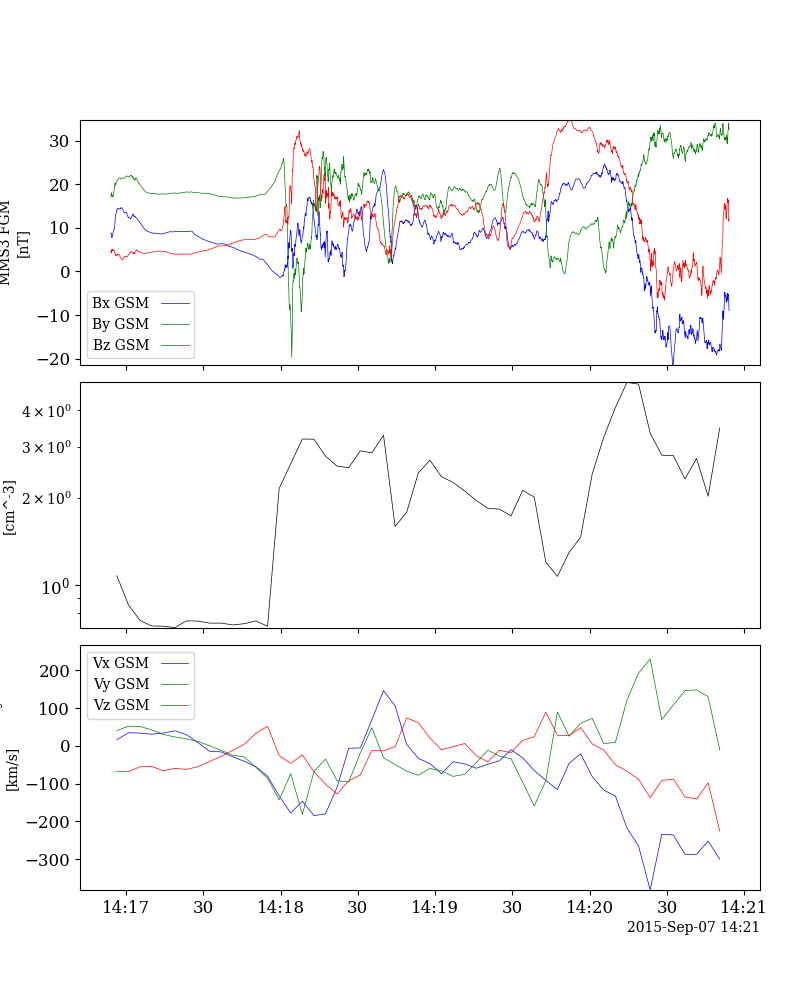 MMS3 FGM
[nT]
30
20
10
0
−10
−20
Bx GSM
By GSM
Bz GSM
[cm^-3]
4 × 10⁰
3 × 10⁰
2 × 10⁰
10⁰
[km/s]
200
100
0
−100
−200
−300
Vx GSM
Vy GSM
Vz GSM
14:17 30 14:18 30 14:19 30 14:20 30 14:21
2015-Sep-07 14:21